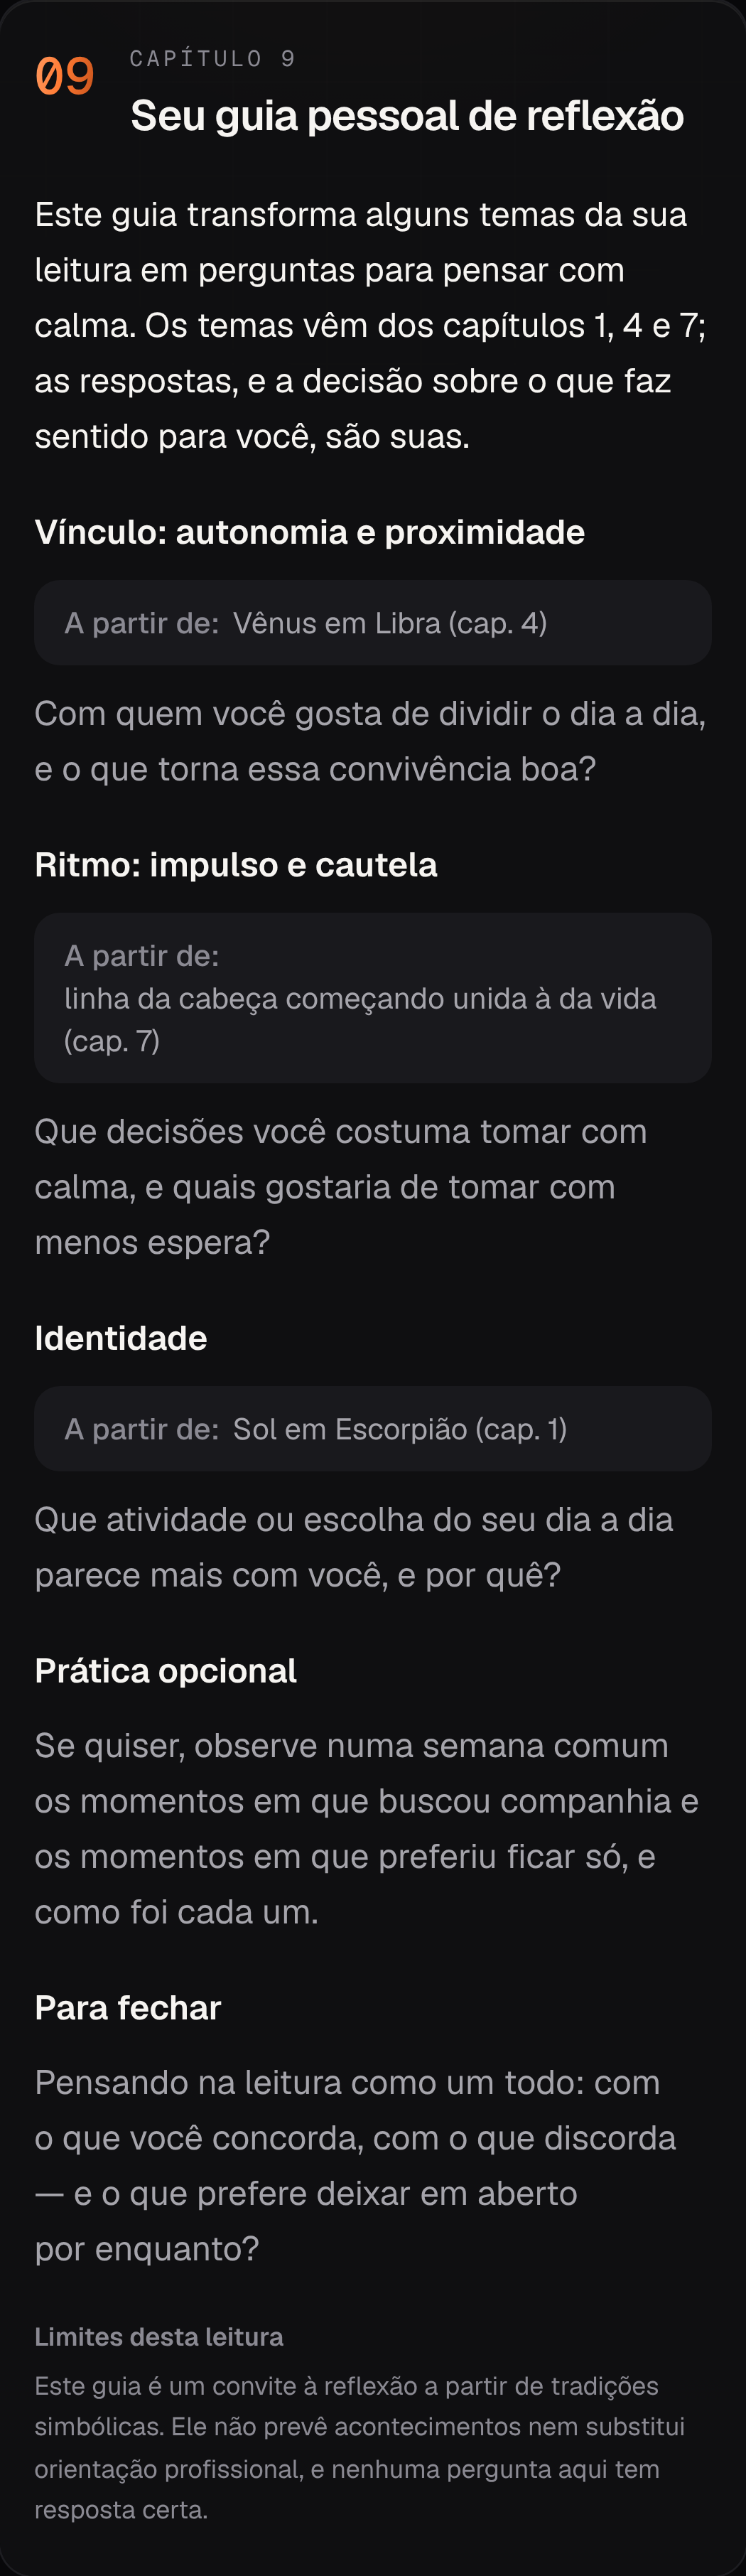 09
CAPÍTULO 9
Seu guia pessoal de reflexão
Este guia transforma alguns temas da sua
leitura em perguntas para pensar com
calma. Os temas vêm dos capítulos 1, 4 e 7;
as respostas, e a decisão sobre o que faz
sentido para você, são suas.
Vínculo: autonomia e proximidade
A partir de: Vênus em Libra (cap. 4)
Com quem você gosta de dividir o dia a dia,
e o que torna essa convivência boa?
Ritmo: impulso e cautela
A partir de:
linha da cabeça começando unida à da vida
(cap. 7)
Que decisões você costuma tomar com
calma, e quais gostaria de tomar com
menos espera?
Identidade
A partir de: Sol em Escorpião (cap. 1)
Que atividade ou escolha do seu dia a dia
parece mais com você, e por quê?
Prática opcional
Se quiser, observe numa semana comum
os momentos em que buscou companhia e
os momentos em que preferiu ficar só, e
como foi cada um.
Para fechar
Pensando na leitura como um todo: com
o que você concorda, com o que discorda
— e o que prefere deixar em aberto
por enquanto?
Limites desta leitura
Este guia é um convite à reflexão a partir de tradições
simbólicas. Ele não prevê acontecimentos nem substitui
orientação profissional, e nenhuma pergunta aqui tem
resposta certa.